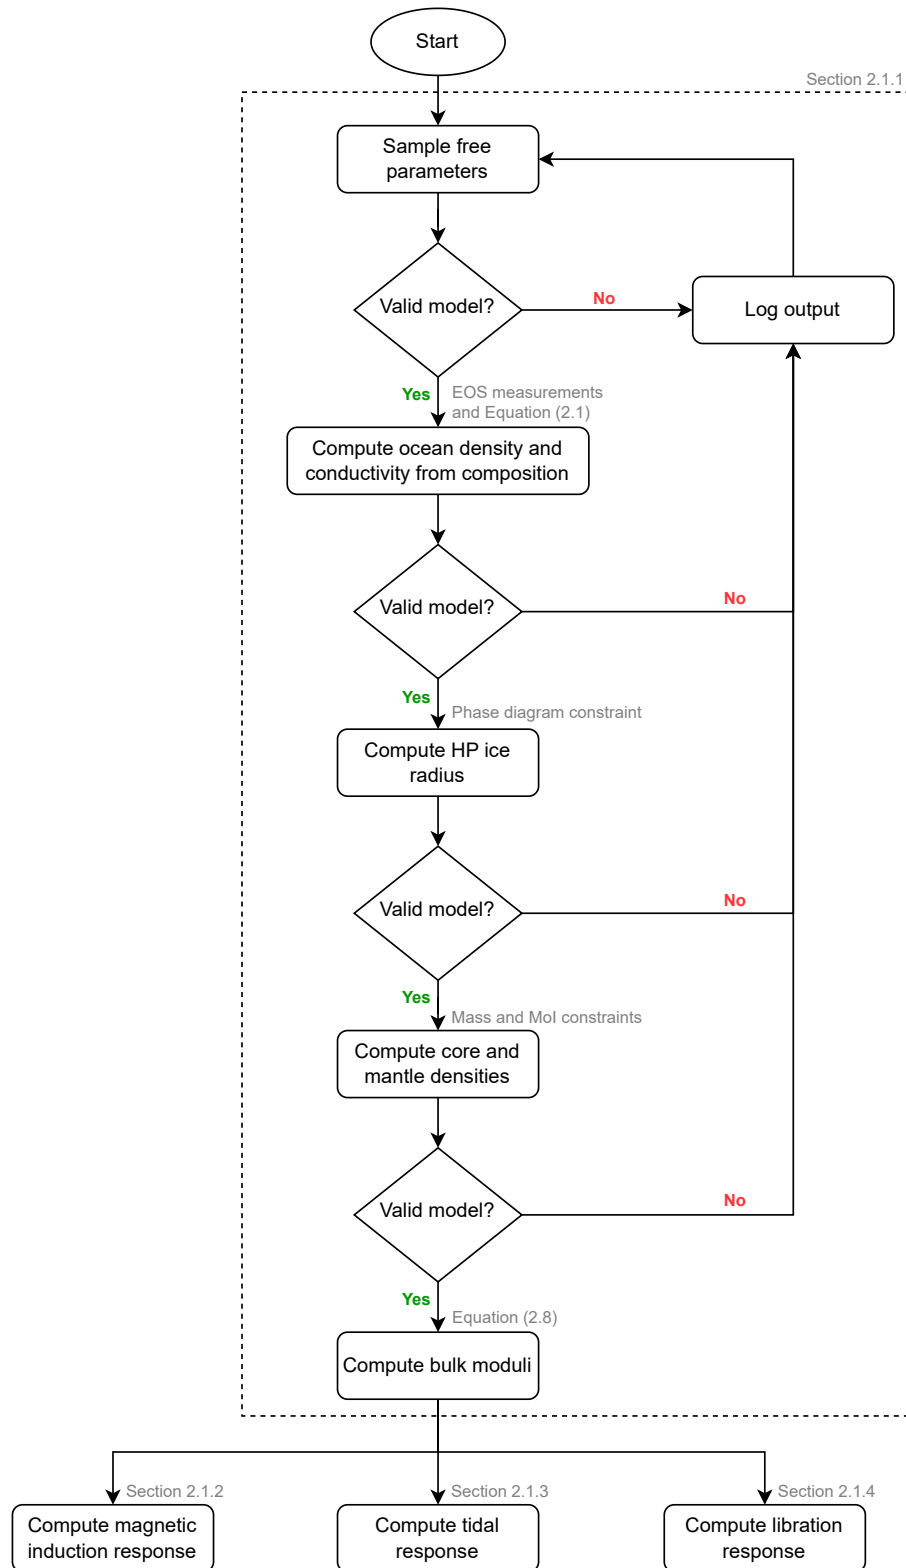 Start
Section 2.1.1
Sample free
parameters
Valid model?
No
Log output
Yes
EOS measurements
and Equation (2.1)
Compute ocean density and
conductivity from composition
Valid model?
No
Yes
Phase diagram constraint
Compute HP ice
radius
Valid model?
No
Yes
Mass and MoI constraints
Compute core and
mantle densities
Valid model?
No
Yes
Equation (2.8)
Compute bulk moduli
Section 2.1.2
Compute magnetic
induction response
Section 2.1.3
Compute tidal
response
Section 2.1.4
Compute libration
response